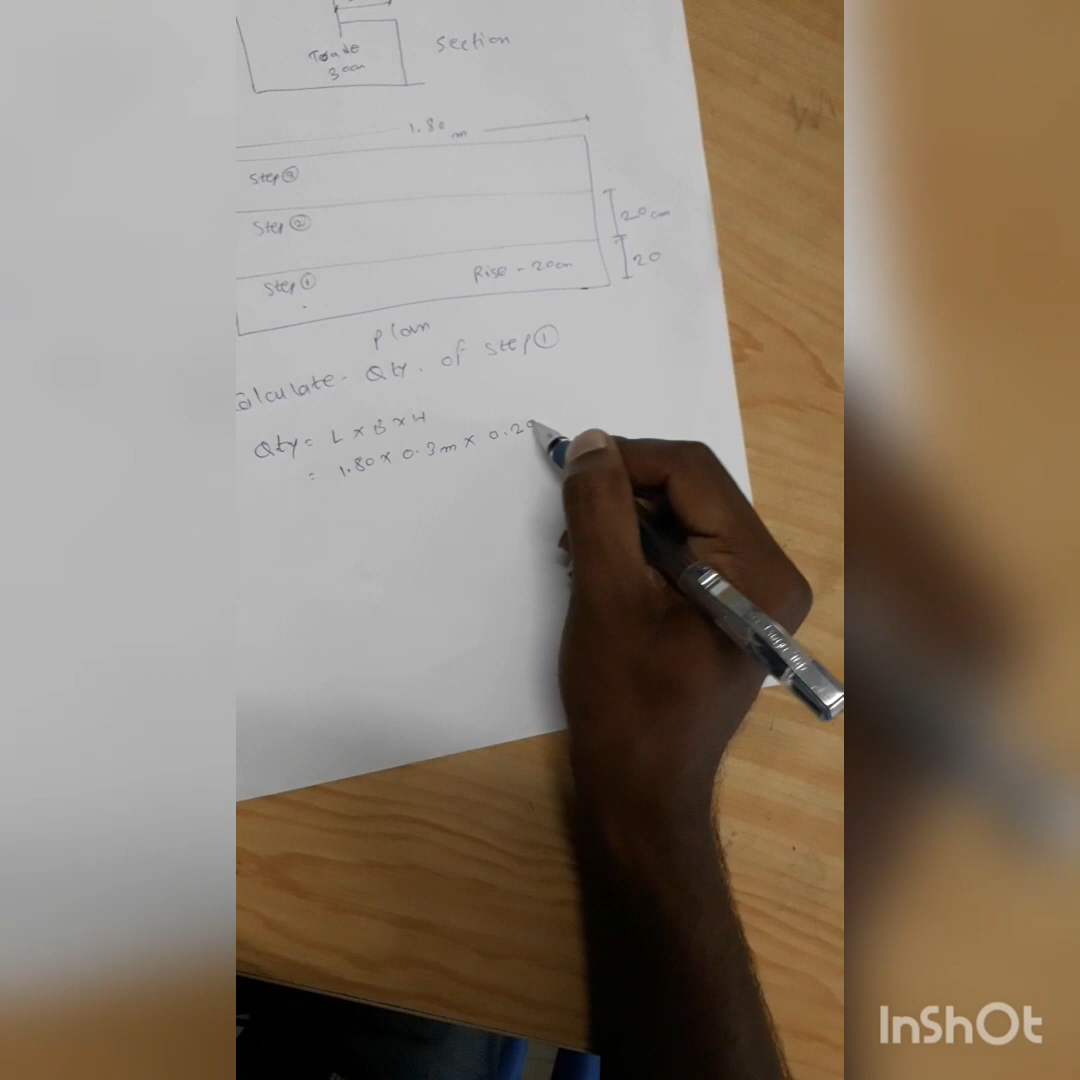 Section
Trade
30cm
1.80 m
Step ③
Step ②
20 cm
Step ①
Rise - 20cm
20
plan
Calculate - Qty. of step ①
Qty = L × B × H
= 1.80 × 0.3m × 0.20
InShOt